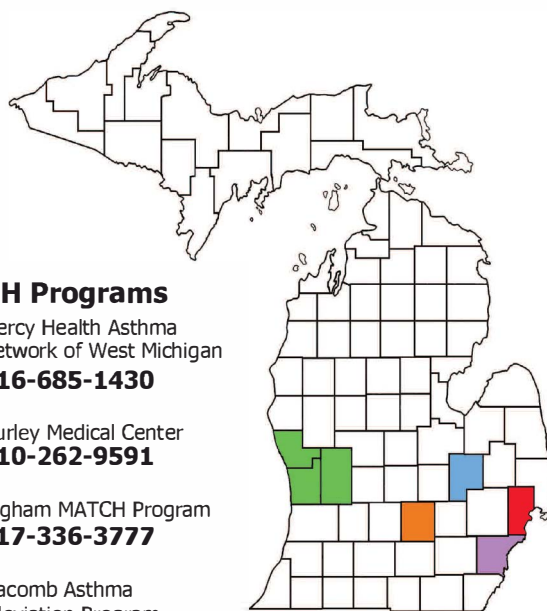 H Programs
ercy Health Asthma
etwork of West Michigan
16-685-1430
urley Medical Center
10-262-9591
gham MATCH Program
17-336-3777
acomb Asthma